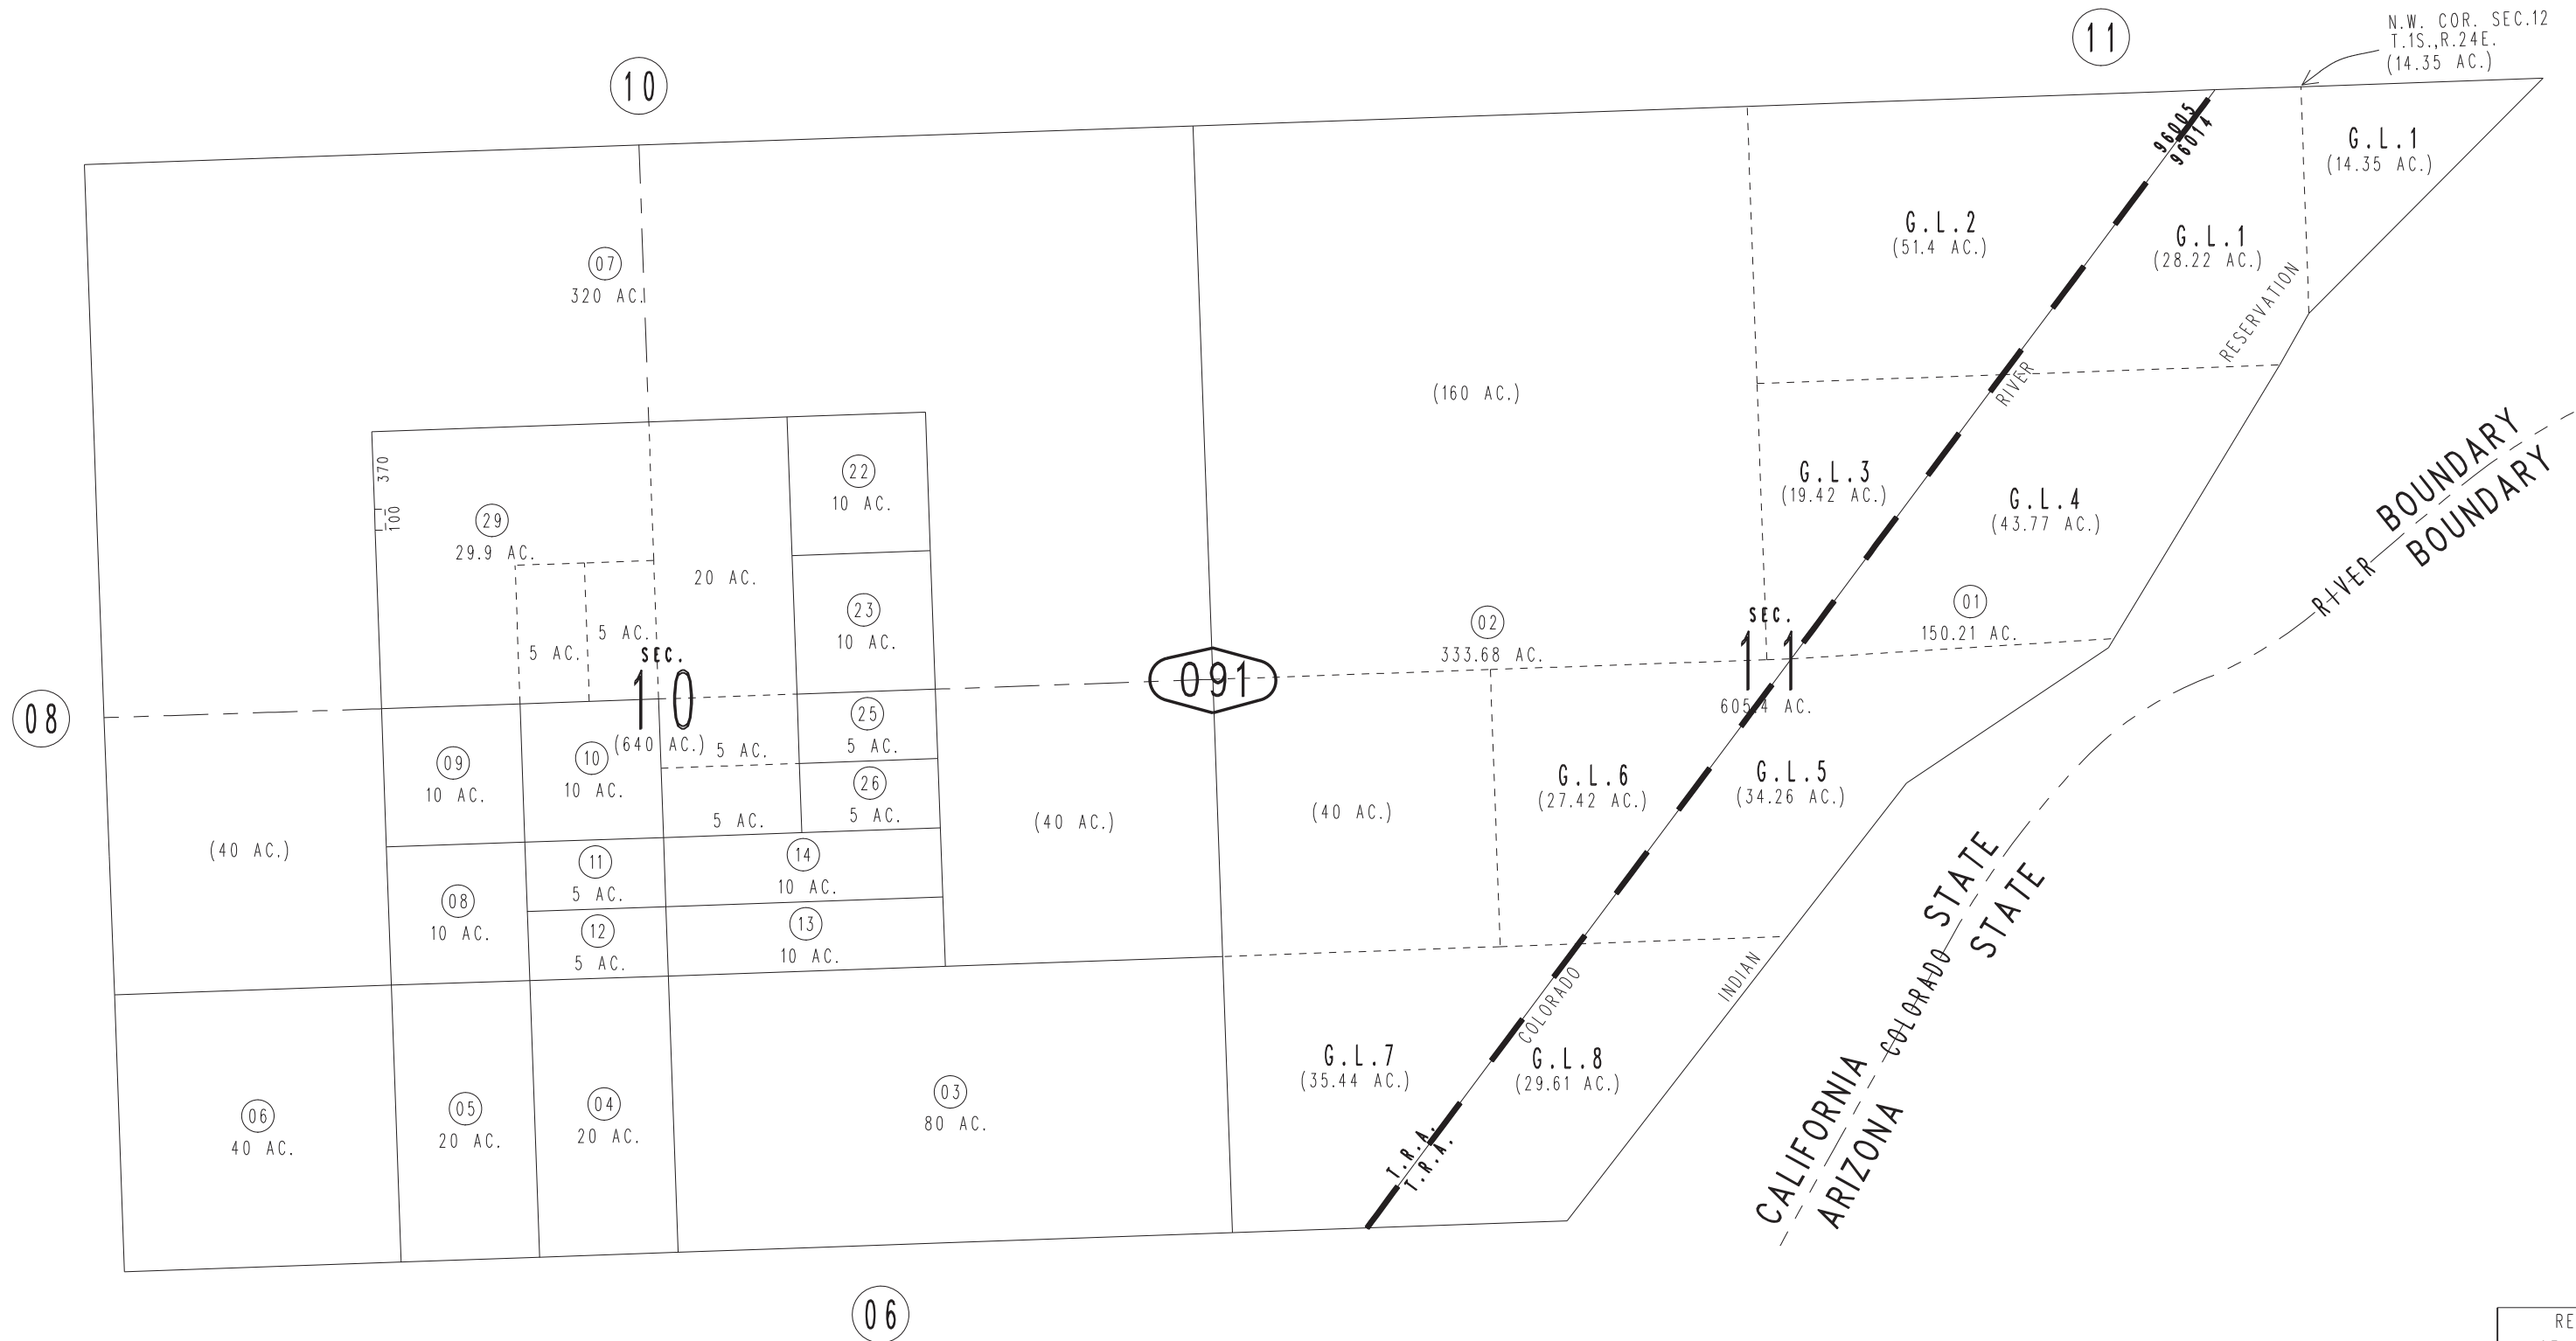 11
N.W. COR. SEC.12
T.1S.,R.24E.
(14.35 AC.)
10
96005
96014
G.L.1
(14.35 AC.)
G.L.2
(51.4 AC.)
G.L.1
(28.22 AC.)
07
320 AC.
RESERVATION
RIVER
(160 AC.)
370
100
29
29.9 AC.
22
10 AC.
G.L.3
(19.42 AC.)
G.L.4
(43.77 AC.)
BOUNDARY
BOUNDARY
RIVER
20 AC.
23
10 AC.
5 AC.
5 AC.
02
333.68 AC.
01
150.21 AC.
SEC.
10
(640 AC.)
091
SEC.
11
605.4 AC.
08
25
5 AC.
5 AC.
09
10 AC.
10
10 AC.
26
5 AC.
5 AC.
G.L.6
(27.42 AC.)
G.L.5
(34.26 AC.)
(40 AC.)
(40 AC.)
(40 AC.)
11
5 AC.
14
10 AC.
08
10 AC.
12
5 AC.
13
10 AC.
STATE
STATE
COLORADO
INDIAN
COLORADO
G.L.7
(35.44 AC.)
G.L.8
(29.61 AC.)
06
40 AC.
05
20 AC.
04
20 AC.
03
80 AC.
T.R.A.
T.R.A.
CALIFORNIA
ARIZONA
06
RE